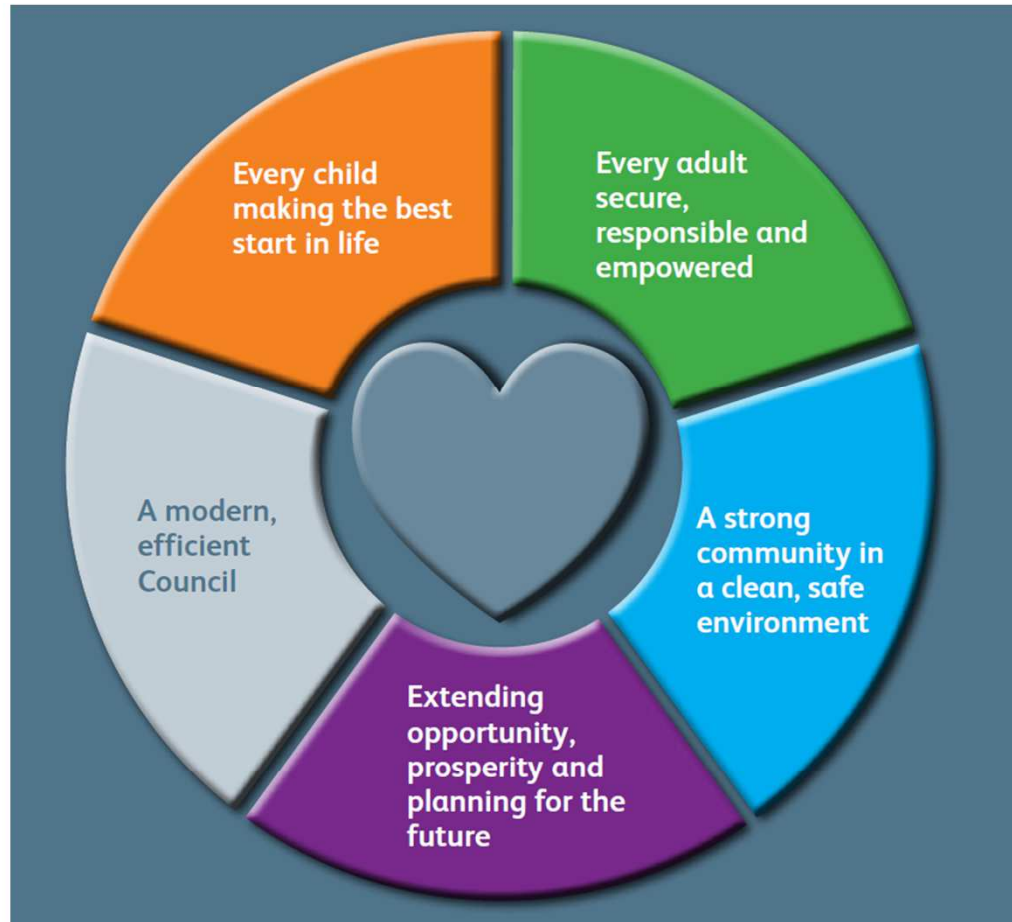 Every child
making the best
start in life
Every adult
secure,
responsible and
empowered
A strong
community in
a clean, safe
environment
Extending
opportunity,
prosperity and
planning for the
future
A modern,
efficient
Council